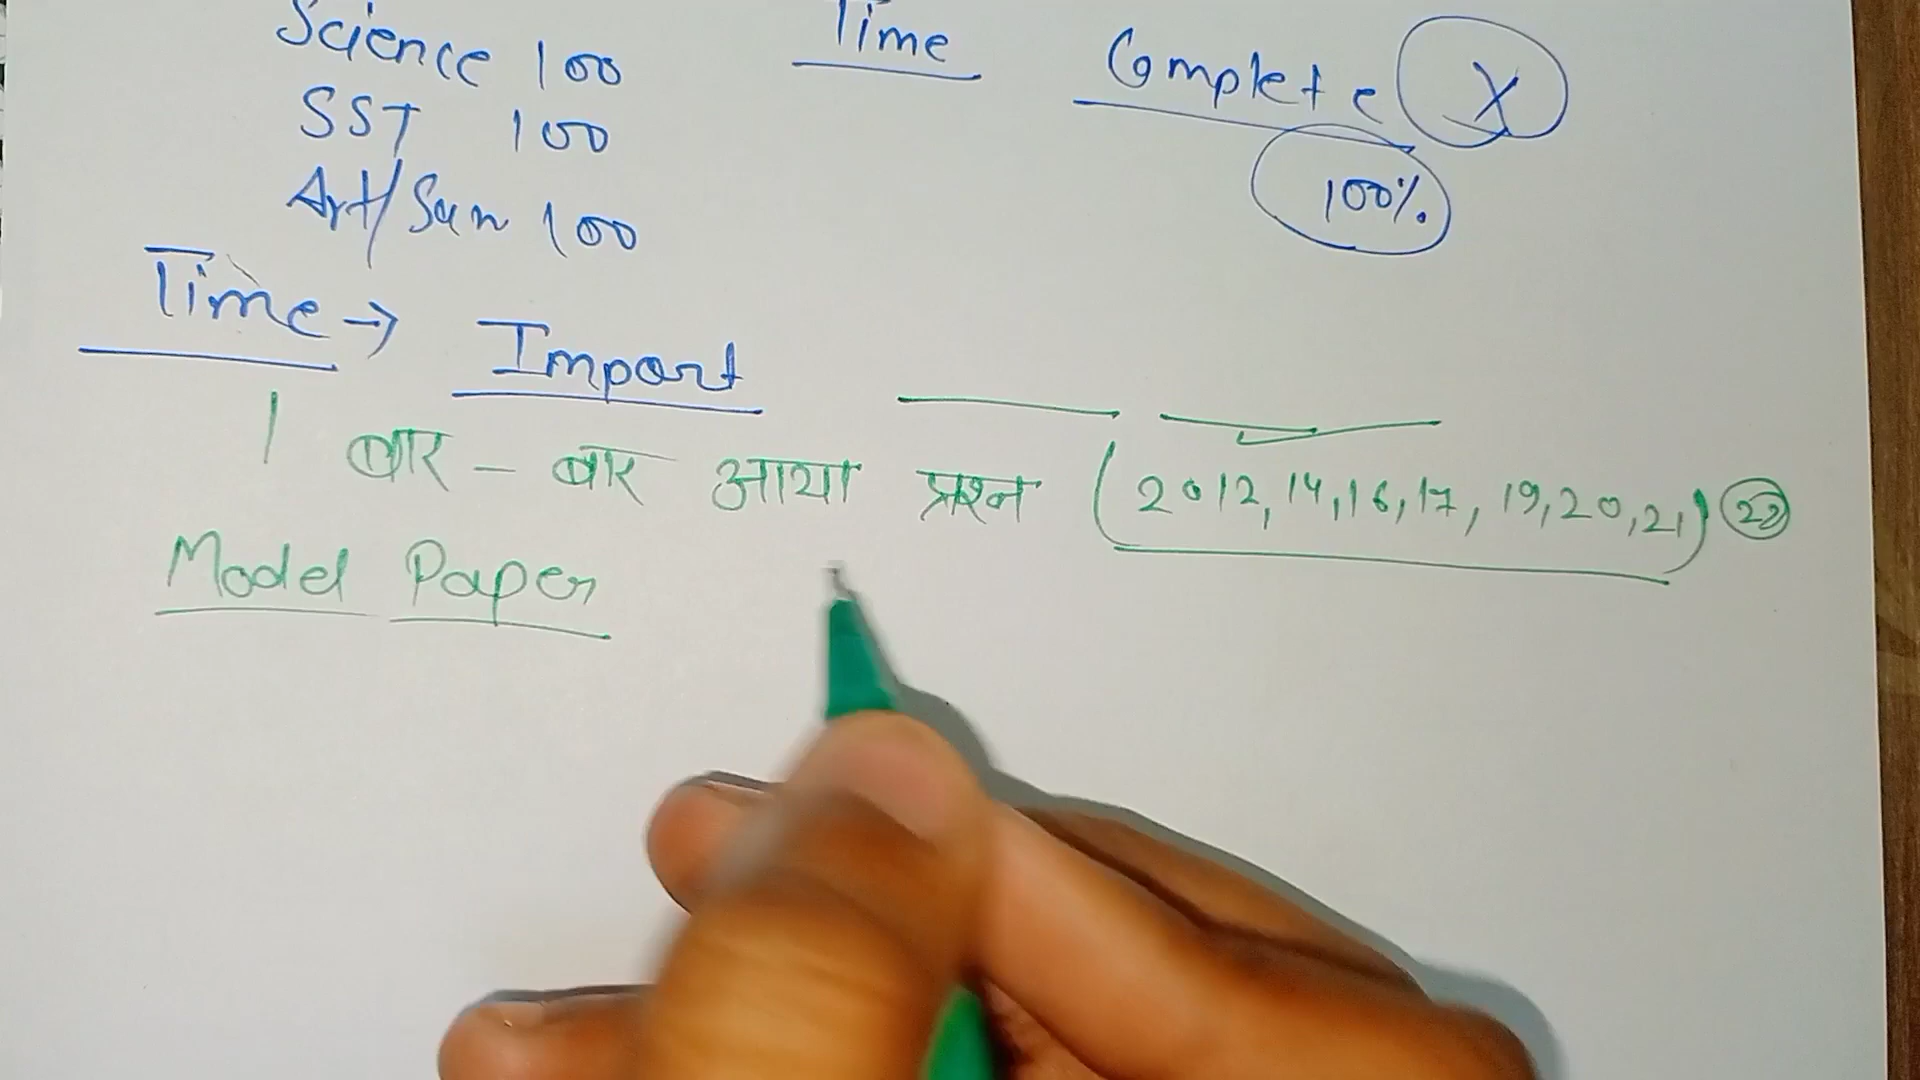 Science 100
Time
Complete X
SST 100
100%.
Art/San 100
Time → Import
। बार - बार आया प्रश्न (2012, 14, 16, 17, 19, 20, 21) 22
Model Paper